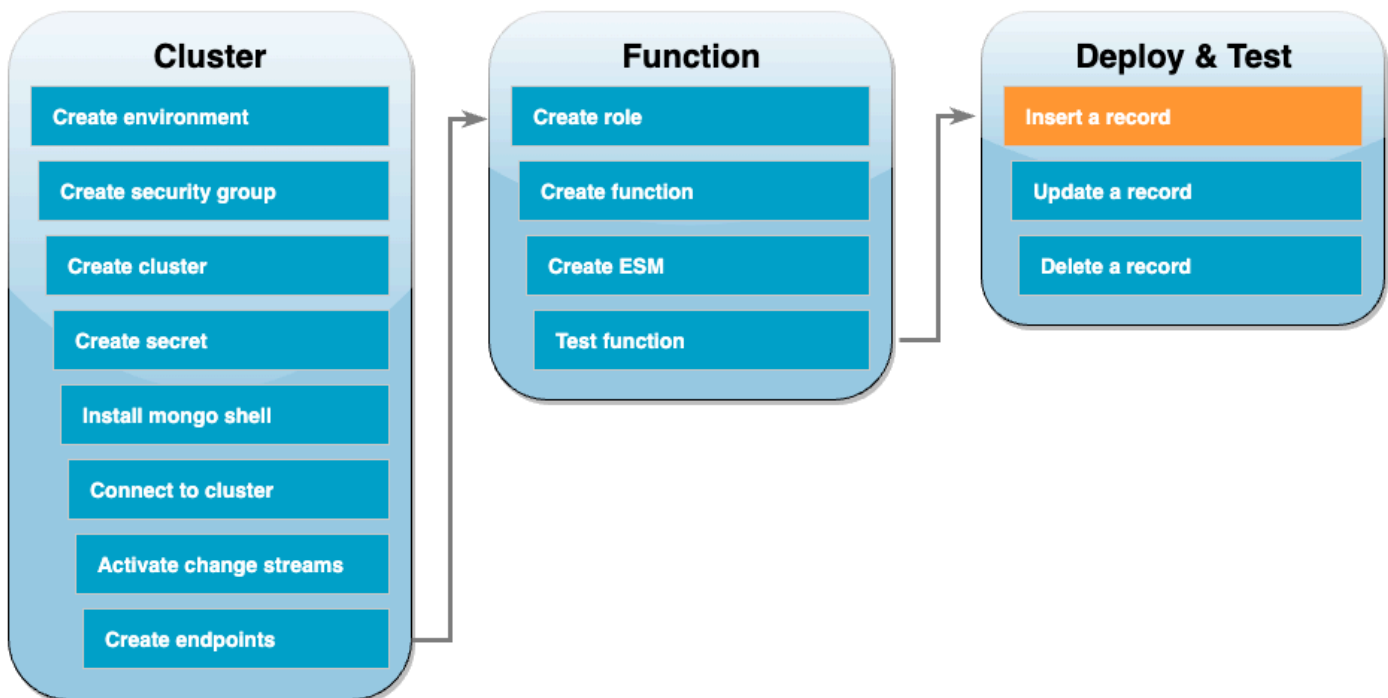 Cluster
Create environment
Create security group
Create cluster
Create secret
Install mongo shell
Connect to cluster
Activate change streams
Create endpoints
Function
Create role
Create function
Create ESM
Test function
Deploy & Test
Insert a record
Update a record
Delete a record